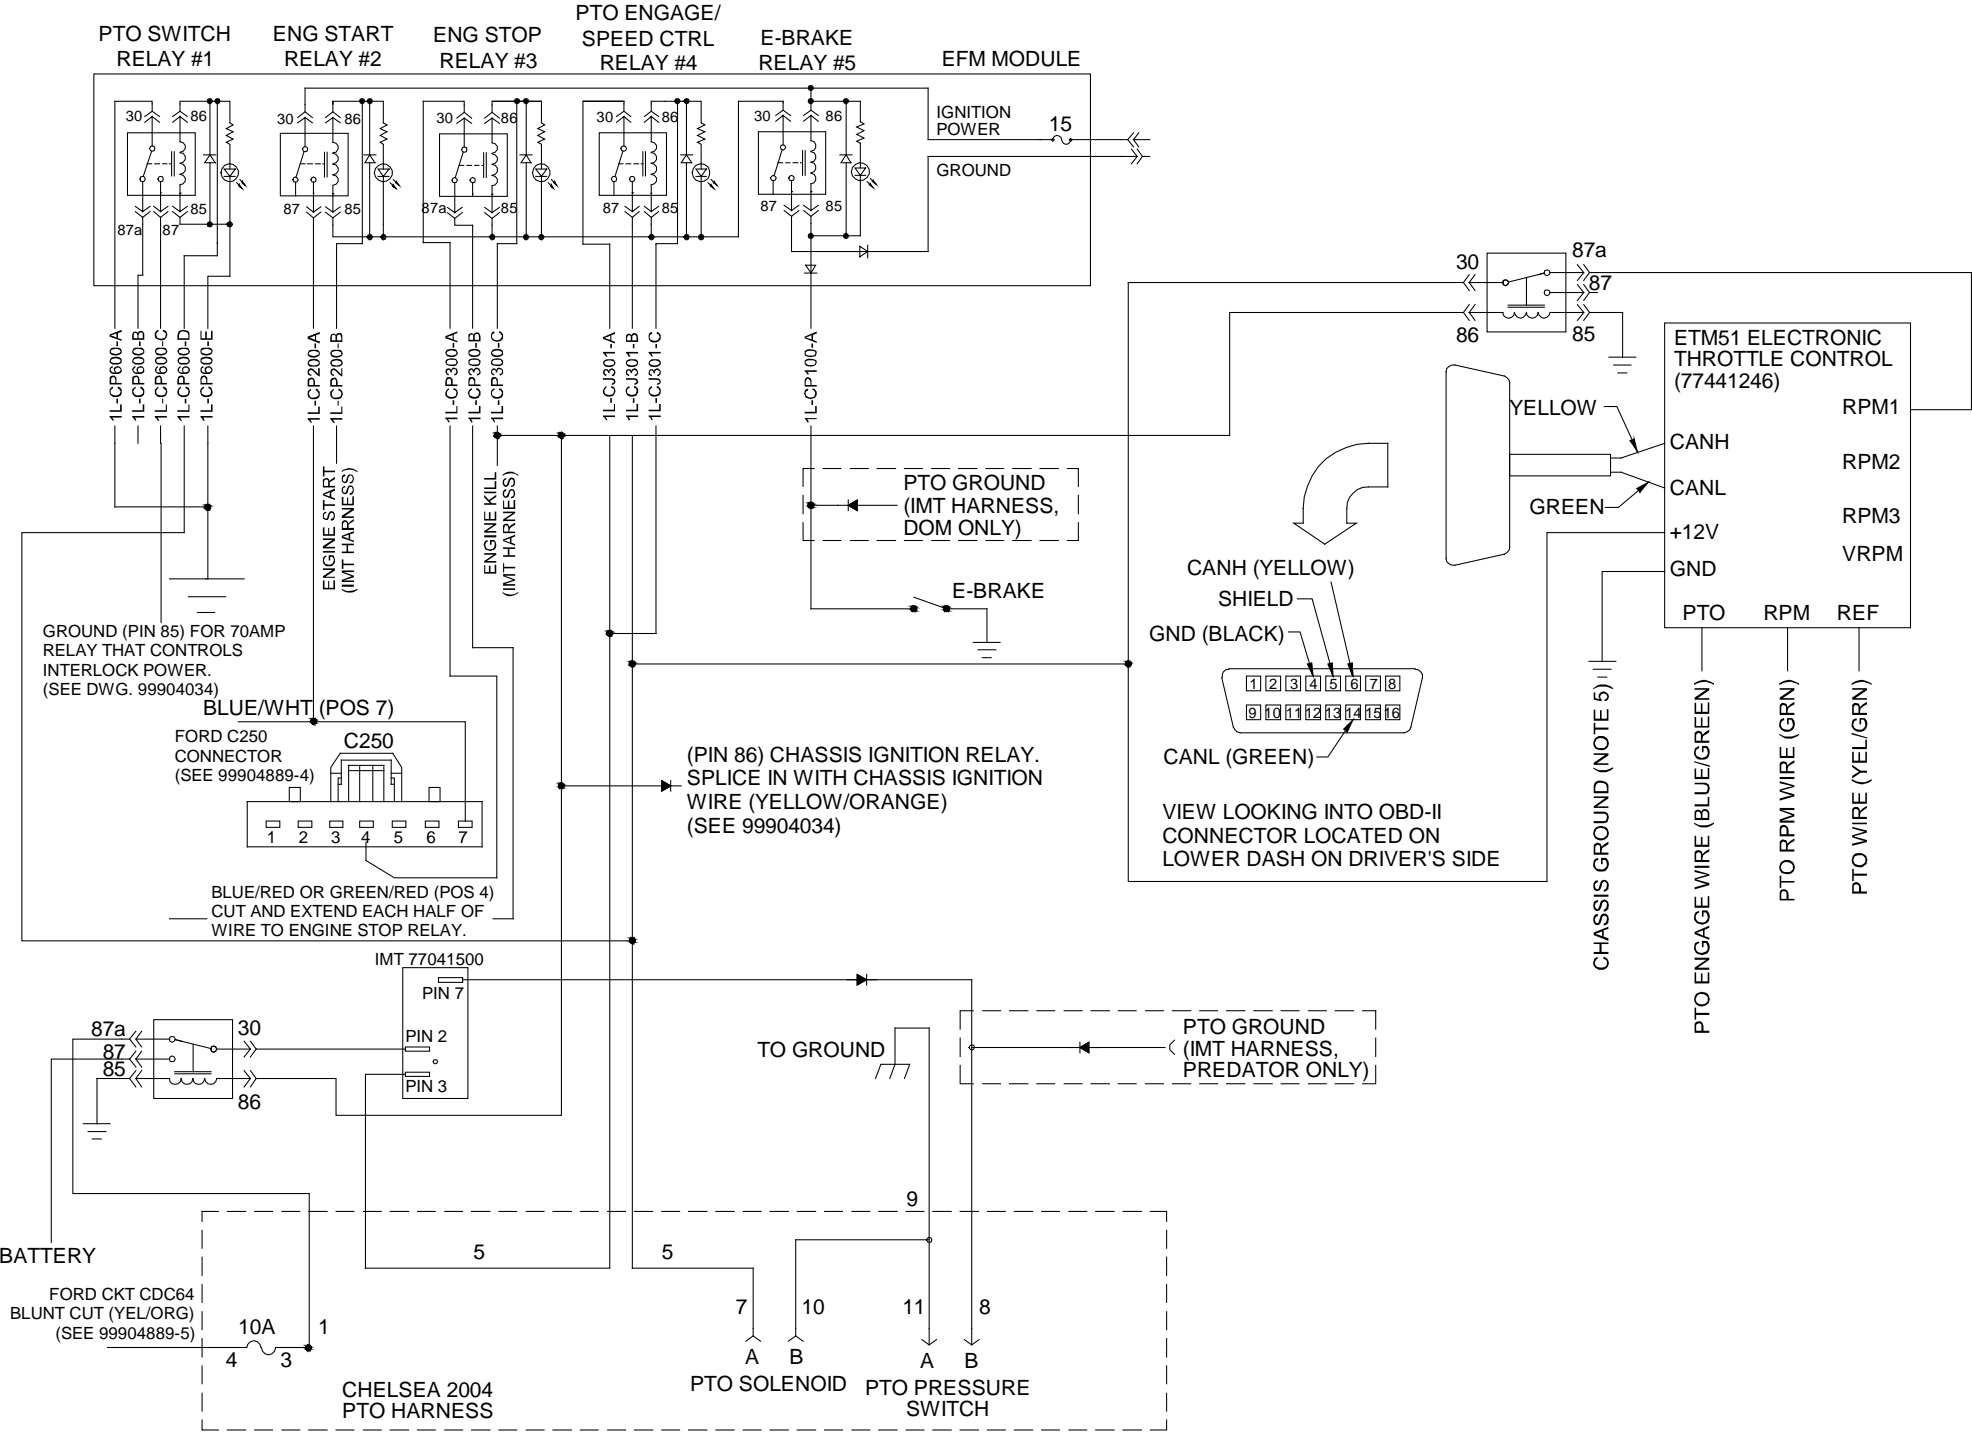 PTO SWITCH
RELAY #1
ENG START
RELAY #2
ENG STOP
RELAY #3
PTO ENGAGE/
SPEED CTRL
RELAY #4
E-BRAKE
RELAY #5
EFM MODULE
30
86
30
86
30
86
30
86
30
86
IGNITION
POWER
15
GROUND
87a
87
85
87
85
87a
85
87
85
87
85
1L-CP600-A
1L-CP600-B
1L-CP600-C
1L-CP600-D
1L-CP600-E
1L-CP200-A
1L-CP200-B
1L-CP300-A
1L-CP300-B
1L-CP300-C
1L-CJ301-A
1L-CJ301-B
1L-CJ301-C
1L-CP100-A
30
87a
87
86
85
ETM51 ELECTRONIC
THROTTLE CONTROL
(77441246)
RPM1
CANH
RPM2
CANL
RPM3
+12V
VRPM
GND
PTO
RPM
REF
YELLOW
GREEN
ENGINE START
(IMT HARNESS)
ENGINE KILL
(IMT HARNESS)
PTO GROUND
(IMT HARNESS,
DOM ONLY)
E-BRAKE
CANH (YELLOW)
SHIELD
GND (BLACK)
1 2 3 4 5 6 7 8
9 10 11 12 13 14 15 16
CANL (GREEN)
VIEW LOOKING INTO OBD-II
CONNECTOR LOCATED ON
LOWER DASH ON DRIVER'S SIDE
CHASSIS GROUND (NOTE 5)
PTO ENGAGE WIRE (BLUE/GREEN)
PTO RPM WIRE (GRN)
PTO WIRE (YEL/GRN)
GROUND (PIN 85) FOR 70AMP
RELAY THAT CONTROLS
INTERLOCK POWER.
(SEE DWG. 99904034)
BLUE/WHT (POS 7)
FORD C250
CONNECTOR
(SEE 99904889-4)
C250
1 2 3 4 5 6 7
(PIN 86) CHASSIS IGNITION RELAY.
SPLICE IN WITH CHASSIS IGNITION
WIRE (YELLOW/ORANGE)
(SEE 99904034)
BLUE/RED OR GREEN/RED (POS 4)
CUT AND EXTEND EACH HALF OF
WIRE TO ENGINE STOP RELAY.
IMT 77041500
PIN 7
PIN 2
PIN 3
87a
87
85
30
86
TO GROUND
PTO GROUND
(IMT HARNESS,
PREDATOR ONLY)
BATTERY
9
5
5
FORD CKT CDC64
BLUNT CUT (YEL/ORG)
(SEE 99904889-5)
10A
1
4
3
7
10
11
8
A
B
A
B
PTO SOLENOID
PTO PRESSURE
SWITCH
CHELSEA 2004
PTO HARNESS